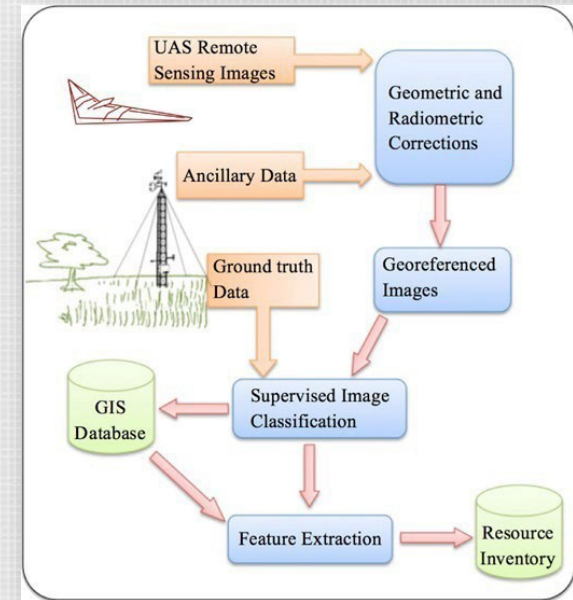 UAS Remote
Sensing Images
Geometric and
Radiometric
Corrections
Ancillary Data
Ground truth
Data
Georeferenced
Images
Supervised Image
Classification
GIS
Database
Feature Extraction
Resource
Inventory